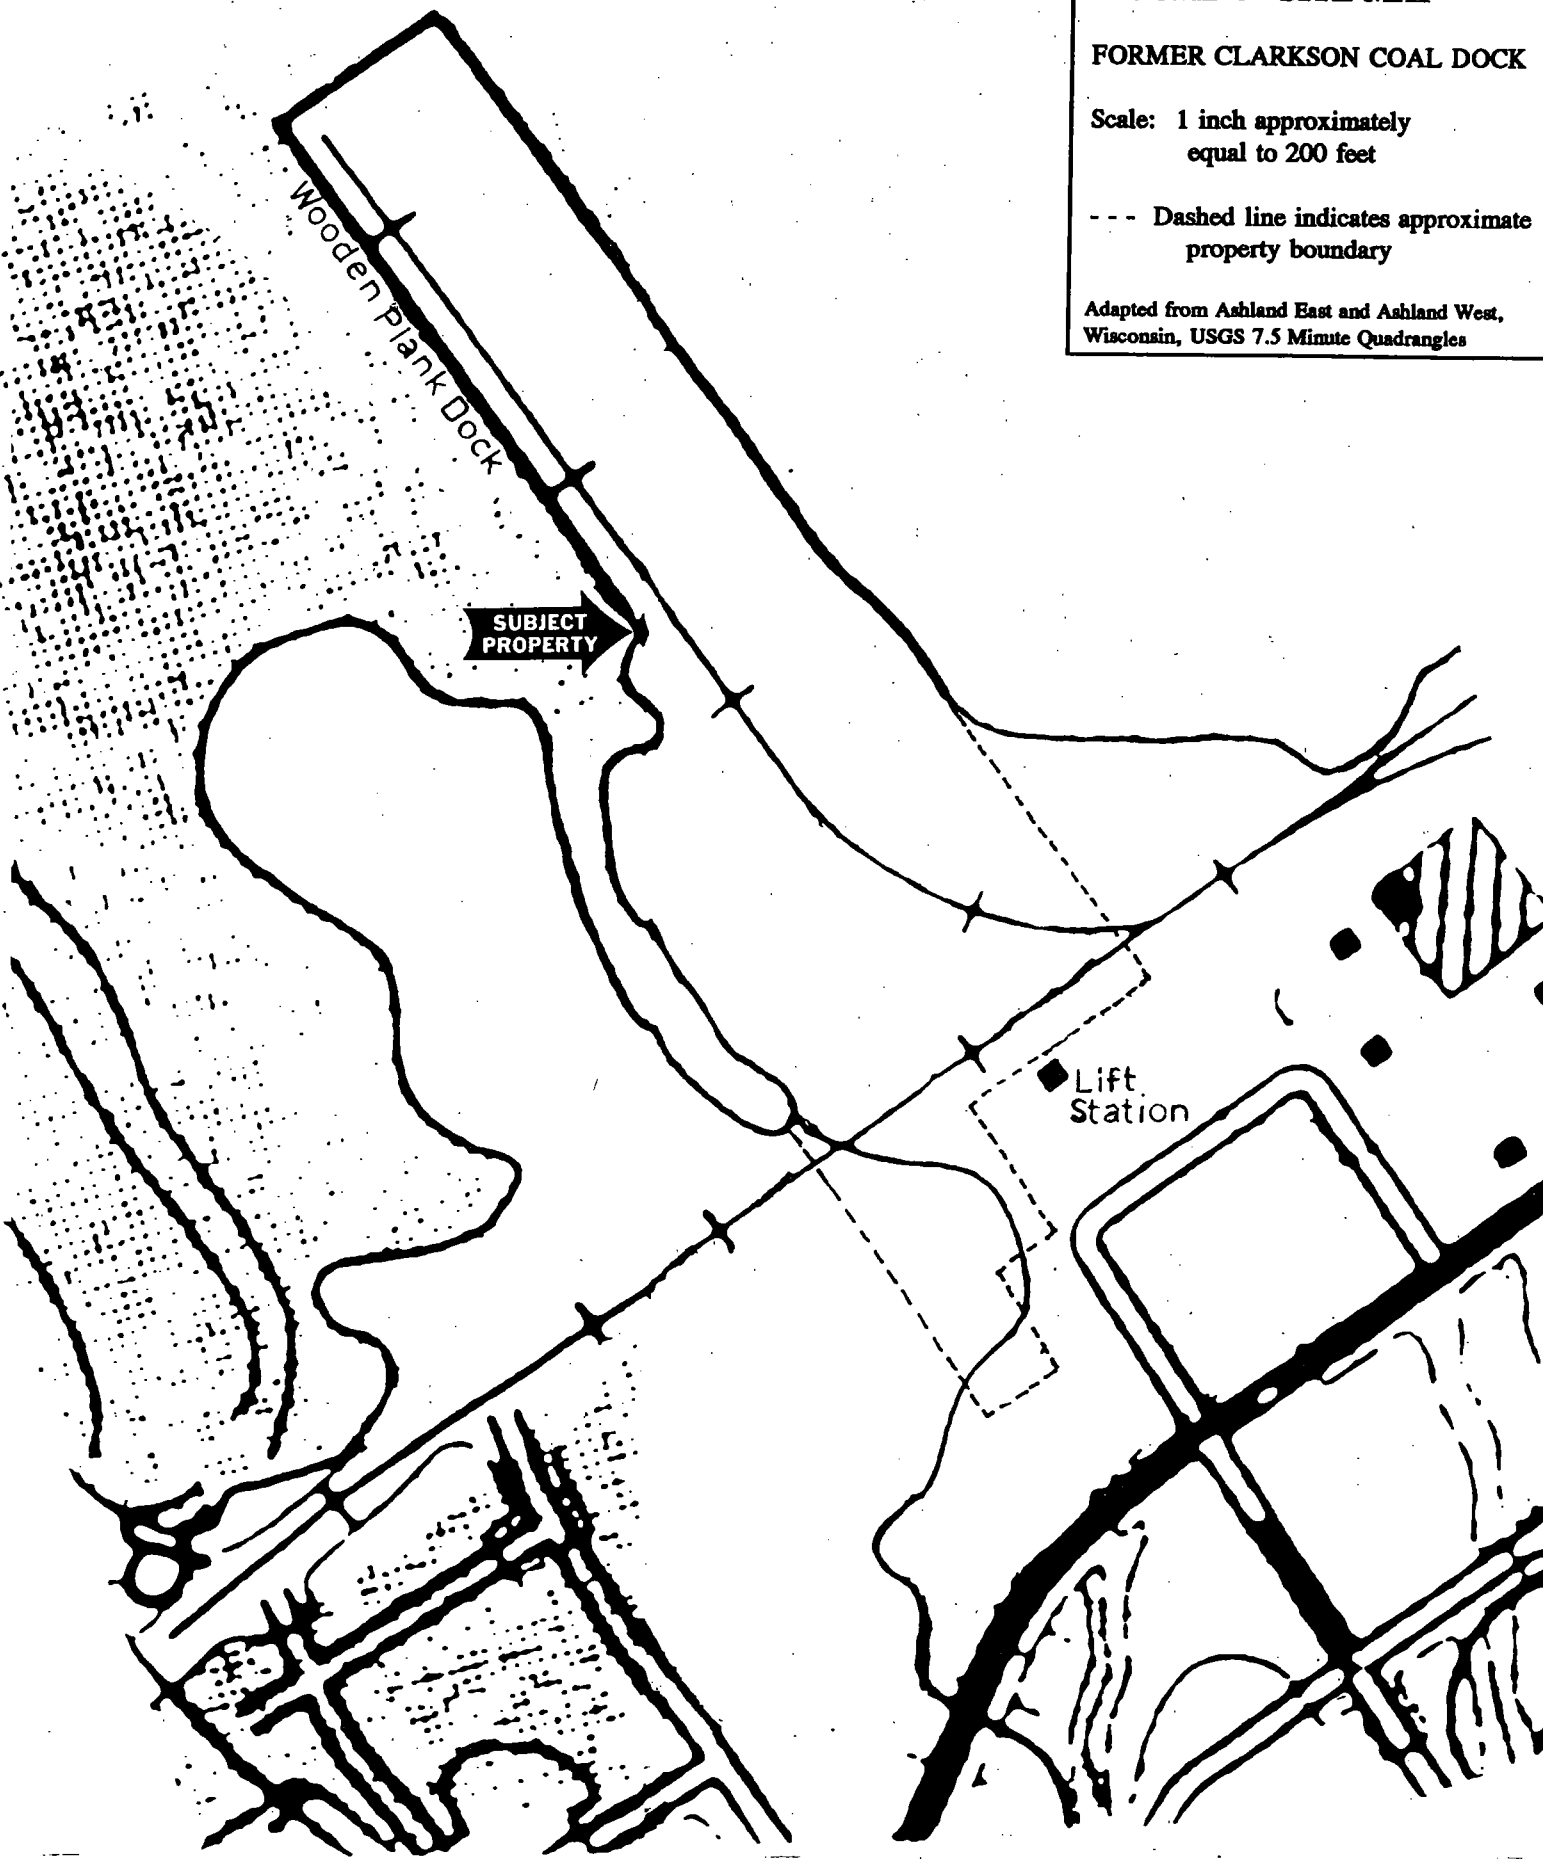 FORMER CLARKSON COAL DOCK
Scale: 1 inch approximately
equal to 200 feet
--- Dashed line indicates approximate
property boundary
Adapted from Ashland East and Ashland West,
Wisconsin, USGS 7.5 Minute Quadrangles
Wooden Plank Dock
SUBJECT
PROPERTY
Lift
Station